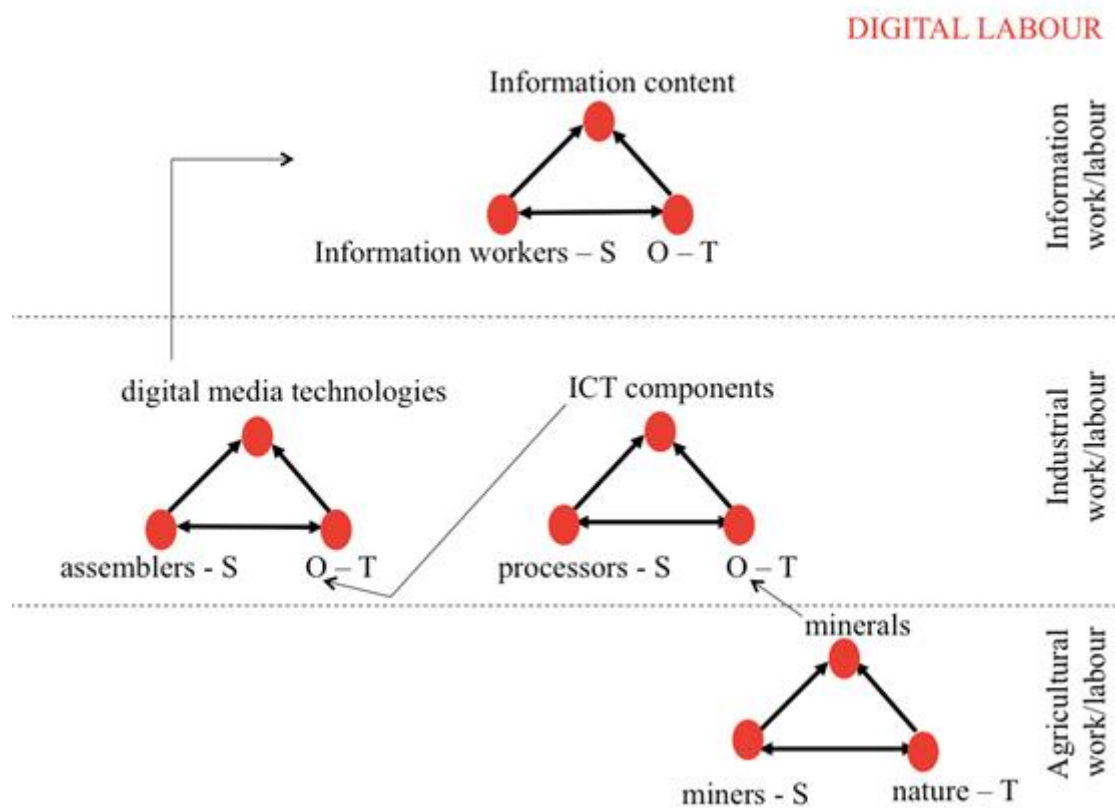 DIGITAL LABOUR
Information content
Information workers – S
O – T
Information
work/labour
digital media technologies
ICT components
assemblers - S
O – T
processors - S
O – T
Industrial
work/labour
minerals
miners - S
nature – T
Agricultural
work/labour